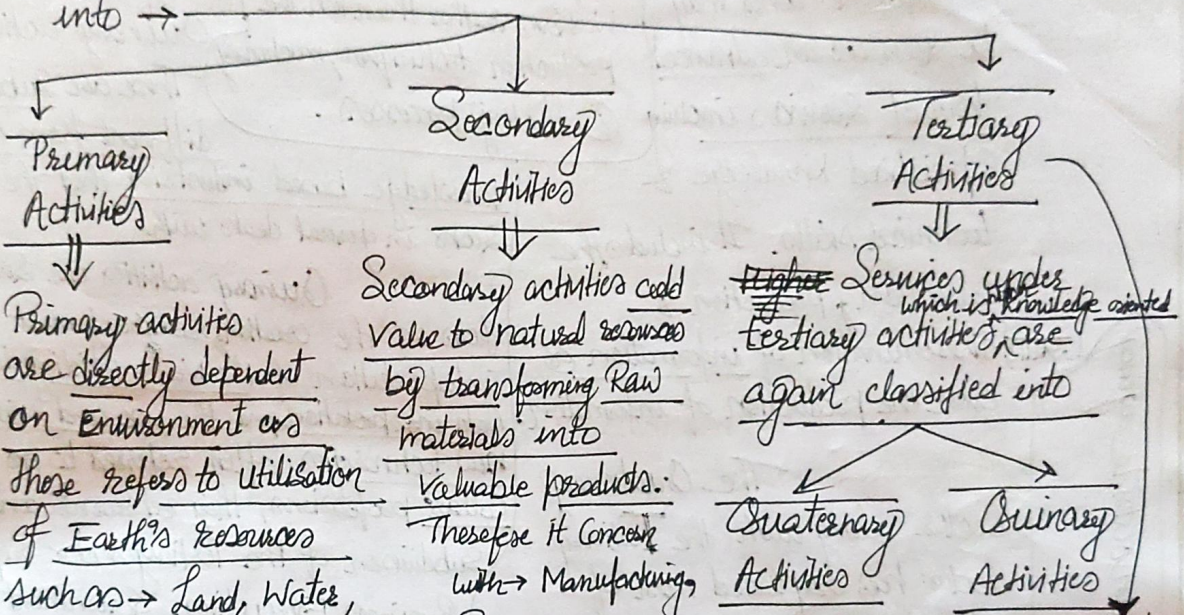 into →
Primary
Activities
Primary activities
are directly dependent
on Environment as
those refers to utilisation
of Earth's resources
such as → Land, Water,
Secondary
Activities
Secondary activities add
value to natural resources
by transforming Raw
materials into
valuable products.
Therefore it Concern
with → Manufacturing,
Tertiary
Activities
Higher Services under
which is knowledge oriented
tertiary activities ^ are
again classified into
Quaternary
Activities
Quinary
Activities